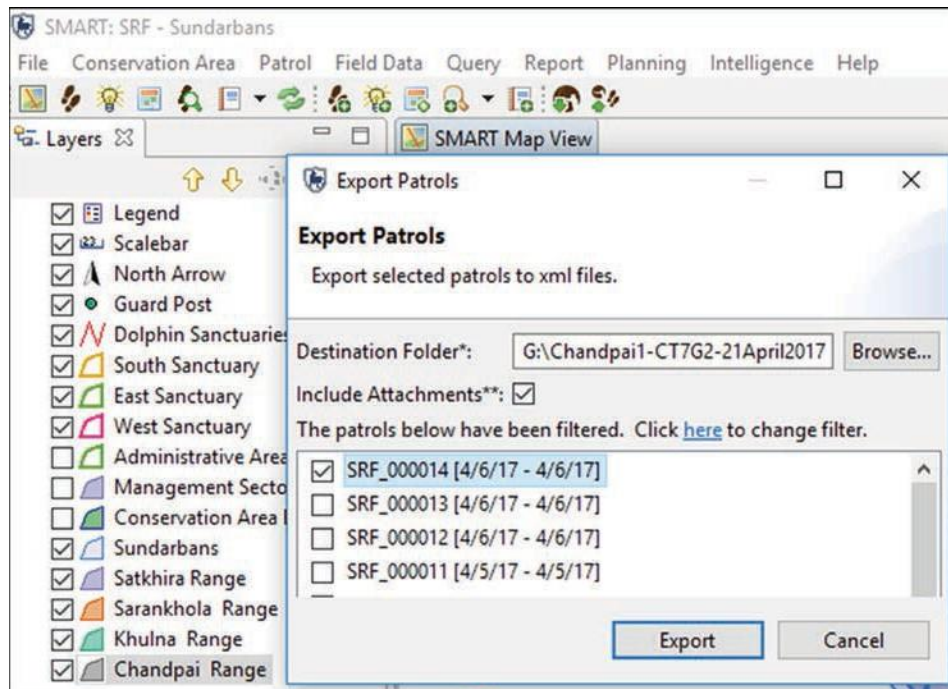 SMART: SRF - Sundarbans
File Conservation Area Patrol Field Data Query Report Planning Intelligence Help
Layers
SMART Map View
Legend
Scalebar
North Arrow
Guard Post
Dolphin Sanctuaries
South Sanctuary
East Sanctuary
West Sanctuary
Administrative Area
Management Secto
Conservation Area
Sundarbans
Satkhira Range
Sarankhola Range
Khulna Range
Chandpai Range
Export Patrols
Export Patrols
Export selected patrols to xml files.
Destination Folder*: G:\Chandpai1-CT7G2-21April2017 Browse...
Include Attachments**:
The patrols below have been filtered. Click here to change filter.
SRF_000014 [4/6/17 - 4/6/17]
SRF_000013 [4/6/17 - 4/6/17]
SRF_000012 [4/6/17 - 4/6/17]
SRF_000011 [4/5/17 - 4/5/17]
Export Cancel